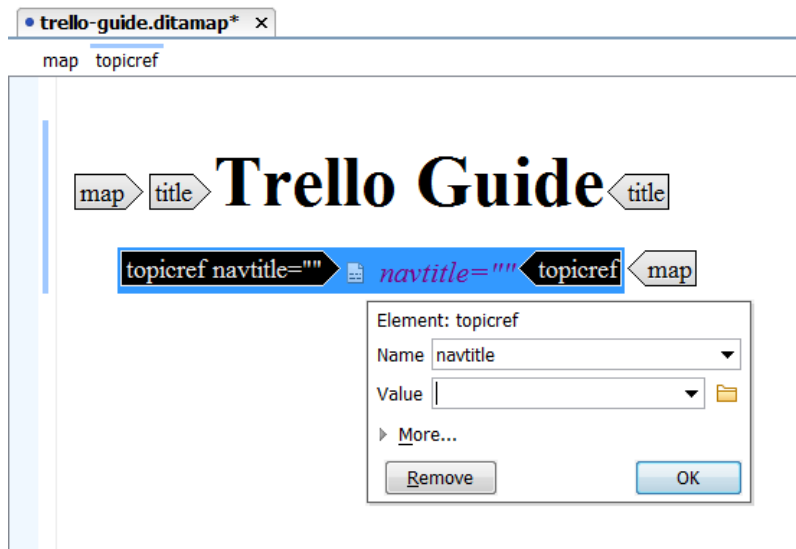 trello-guide.ditamap* ×
map topicref
map title Trello Guide title
topicref navtitle="" navtitle="" topicref map
Element: topicref
Name navtitle
Value
More...
Remove OK